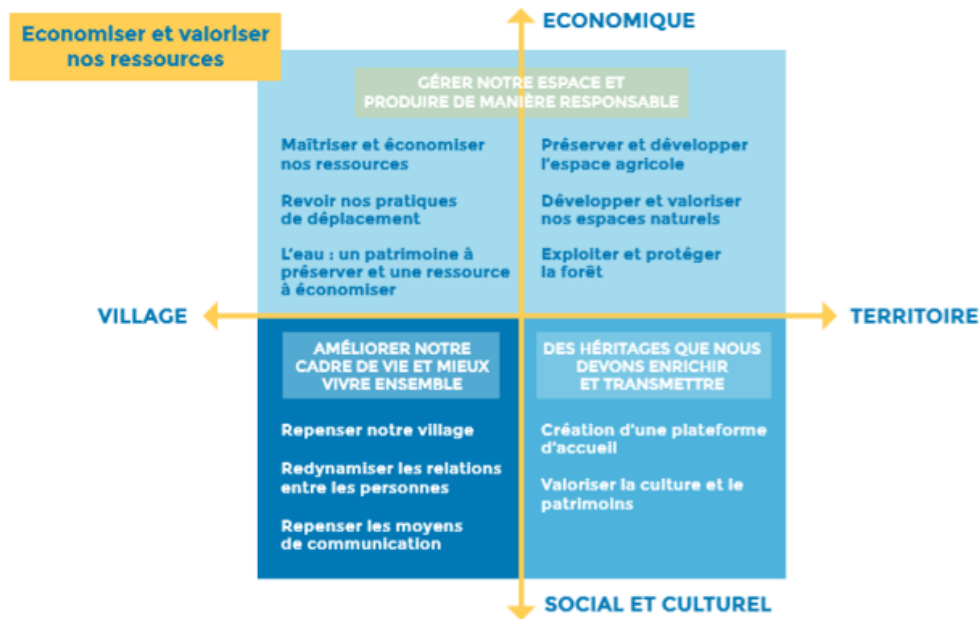 Economiser et valoriser
nos ressources
ECONOMIQUE
GÉRER NOTRE ESPACE ET
PRODUIRE DE MANIÈRE RESPONSABLE
Maîtriser et économiser
nos ressources
Revoir nos pratiques
de déplacement
L'eau : un patrimoine à
préserver et une ressource
à économiser
Préserver et développer
l'espace agricole
Développer et valoriser
nos espaces naturels
Exploiter et protéger
la forêt
VILLAGE
TERRITOIRE
AMÉLIORER NOTRE
CADRE DE VIE ET MIEUX
VIVRE ENSEMBLE
Repenser notre village
Redynamiser les relations
entre les personnes
Repenser les moyens
de communication
DES HÉRITAGES QUE NOUS
DEVONS ENRICHIR
ET TRANSMETTRE
Création d'une plateforme
d'accueil
Valoriser la culture et le
patrimoins
SOCIAL ET CULTUREL